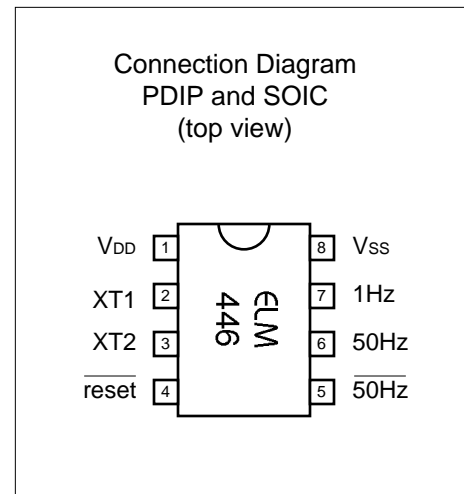 Connection Diagram
PDIP and SOIC
(top view)
VDD 1 8 VSS
XT1 2 7 1Hz
XT2 3 6 50Hz
reset 4 5 50Hz
ELM
446